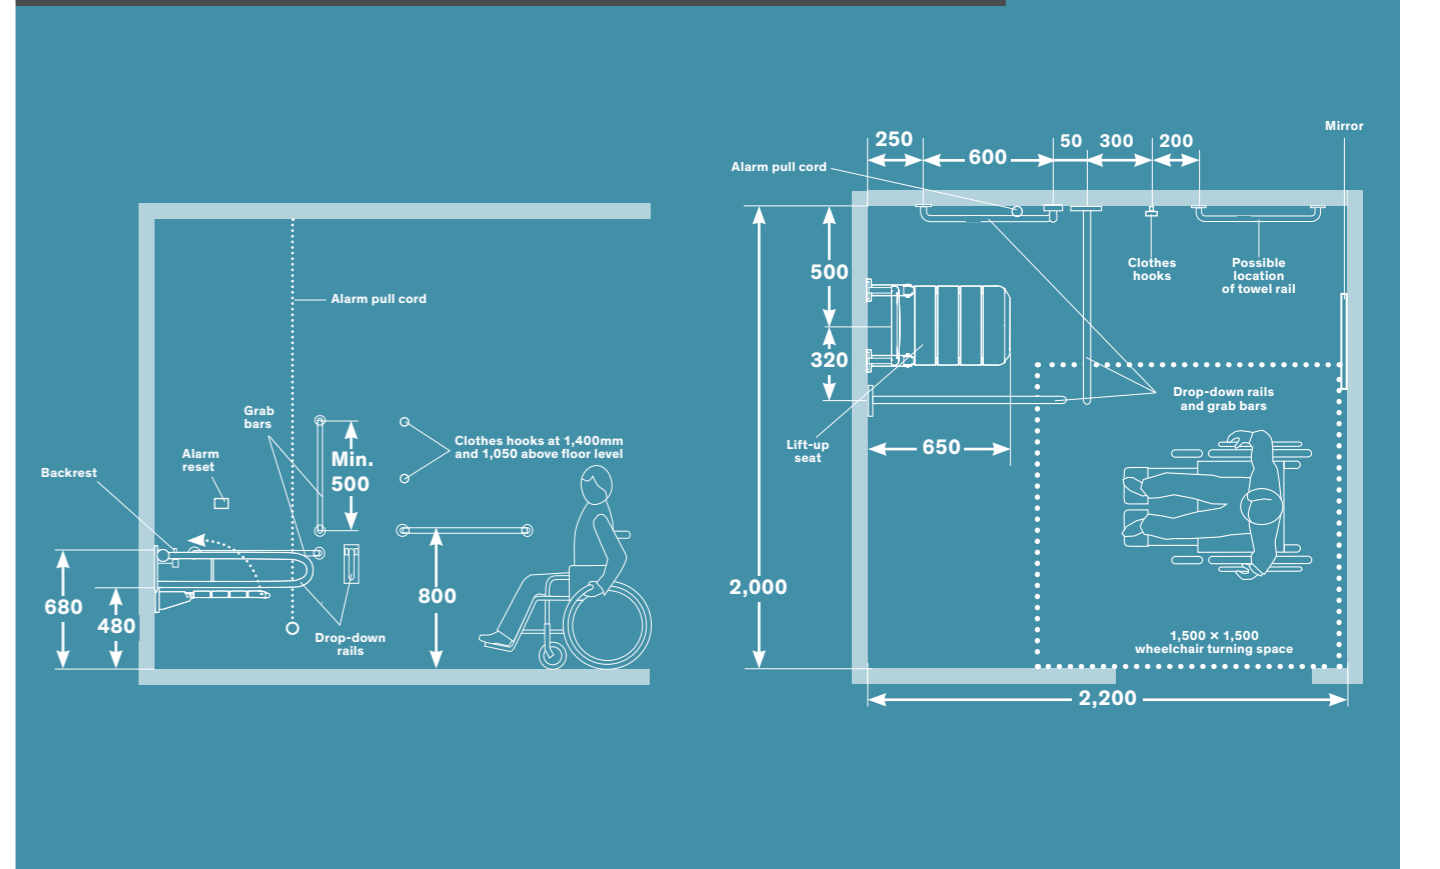 Alarm pull cord
Grab
bars
Alarm
reset
Backrest
Min.
500
Clothes hooks at 1,400mm
and 1,050 above floor level
680
480
800
Drop-down
rails
Mirror
250
600
50
300
200
Alarm pull cord
500
320
Clothes
hooks
Possible
location
of towel rail
Drop-down rails
and grab bars
Lift-up
seat
650
2,000
1,500 × 1,500
wheelchair turning space
2,200